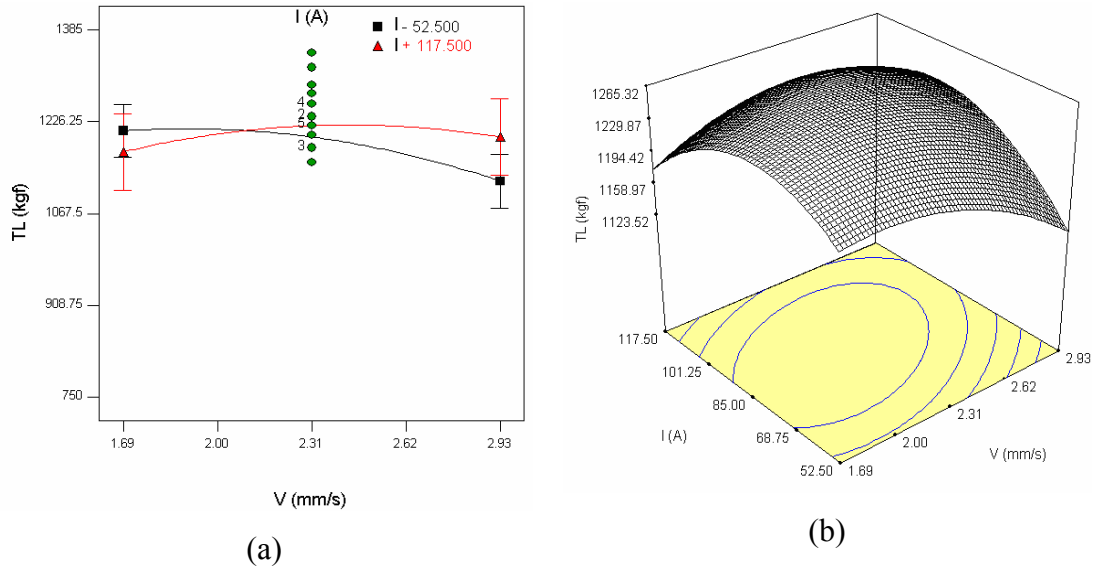 I (A)
I - 52.500
I + 117.500
1385
1226.25
1067.5
908.75
750
TL (kgf)
4
2
5
3
1.69 2.00 2.31 2.62 2.93
V (mm/s)
(a)
1265.32
1229.87
1194.42
1158.97
1123.52
TL (kgf)
117.50
101.25
85.00
68.75
52.50
I (A)
1.69
2.00
2.31
2.62
2.93
V (mm/s)
(b)